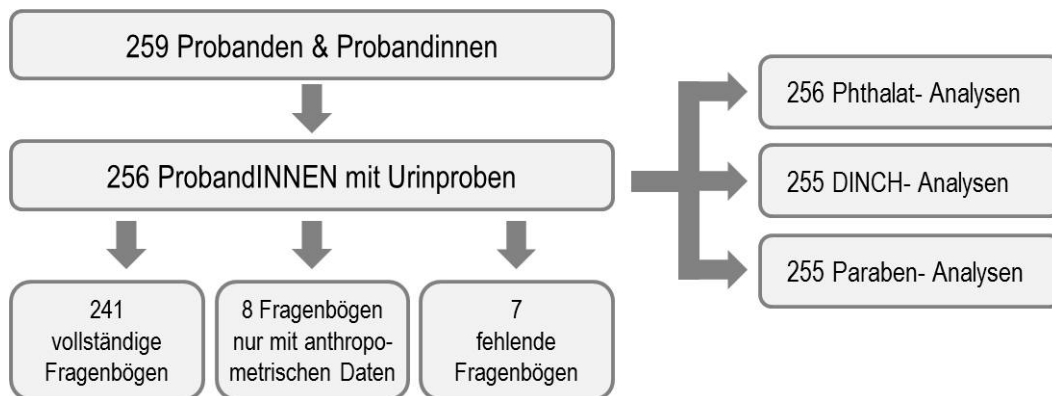 259 Probanden & Probandinnen
256 ProbandINNEN mit Urinproben
241
vollständige
Fragenbögen
8 Fragenbögen
nur mit anthropo-
metrischen Daten
7
fehlende
Fragenbögen
256 Phthalat- Analysen
255 DINCH- Analysen
255 Paraben- Analysen